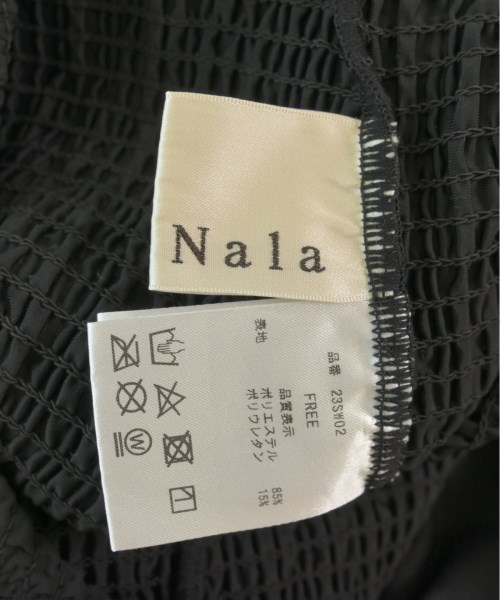 Nala
品番 23SW02
FREE
品質表示
表地 ポリエステル 85%
ポリウレタン 15%
W